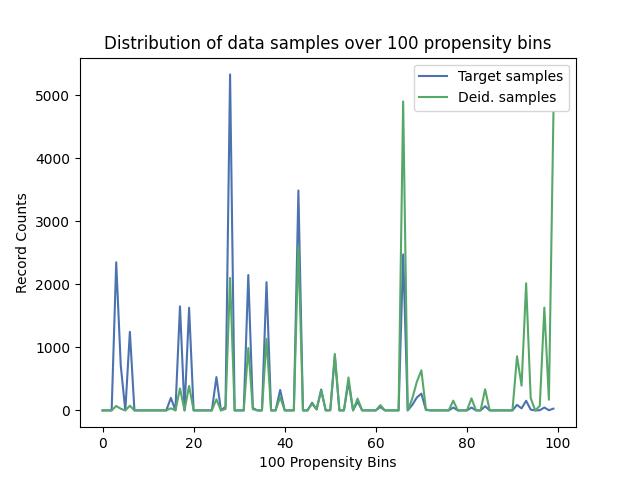 Distribution of data samples over 100 propensity bins
Target samples
Deid. samples
5000
4000
3000
2000
1000
0
Record Counts
0 20 40 60 80 100
100 Propensity Bins